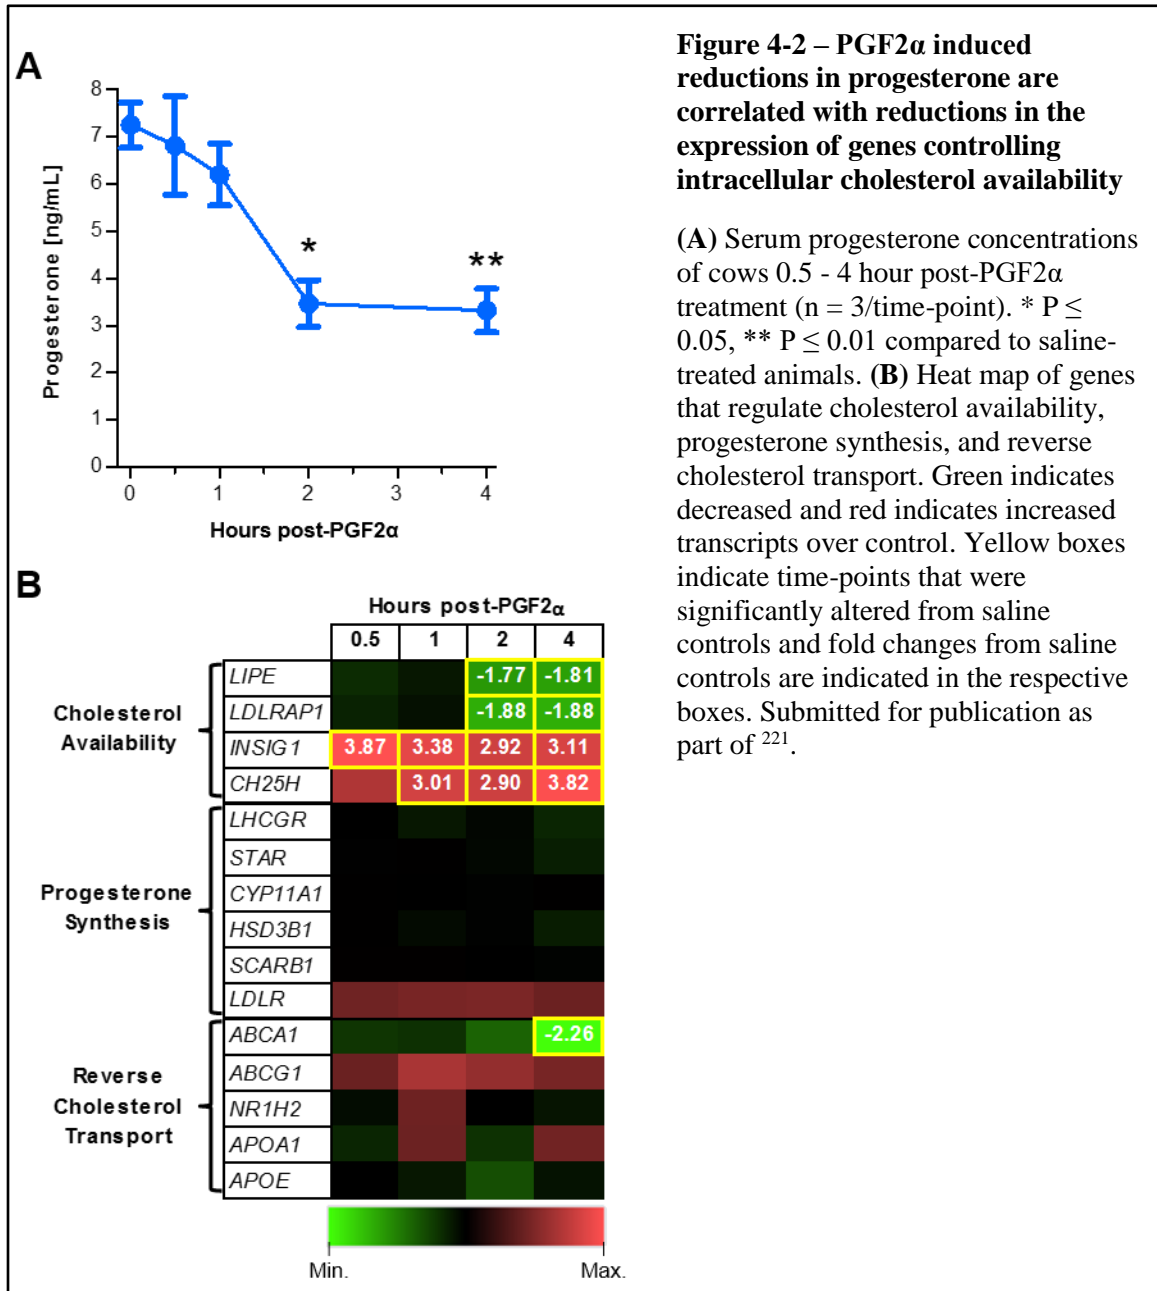 A
Progesterone [ng/mL]
8
7
6
5
4
3
2
1
0
*
**
0 1 2 3 4
Hours post-PGF2α
Figure 4-2 – PGF2α induced
reductions in progesterone are
correlated with reductions in the
expression of genes controlling
intracellular cholesterol availability
(A) Serum progesterone concentrations
of cows 0.5 - 4 hour post-PGF2α
treatment (n = 3/time-point). * P ≤
0.05, ** P ≤ 0.01 compared to saline-
treated animals. (B) Heat map of genes
that regulate cholesterol availability,
progesterone synthesis, and reverse
cholesterol transport. Green indicates
decreased and red indicates increased
transcripts over control. Yellow boxes
indicate time-points that were
significantly altered from saline
controls and fold changes from saline
controls are indicated in the respective
boxes. Submitted for publication as
part of 221.
B
Hours post-PGF2α
0.5 1 2 4
Cholesterol
Availability
LIPE -1.77 -1.81
LDLRAP1 -1.88 -1.88
INSIG1 3.87 3.38 2.92 3.11
CH25H 3.01 2.90 3.82
Progesterone
Synthesis
LHCGR
STAR
CYP11A1
HSD3B1
SCARB1
LDLR
Reverse
Cholesterol
Transport
ABCA1 -2.26
ABCG1
NR1H2
APOA1
APOE
Min. Max.